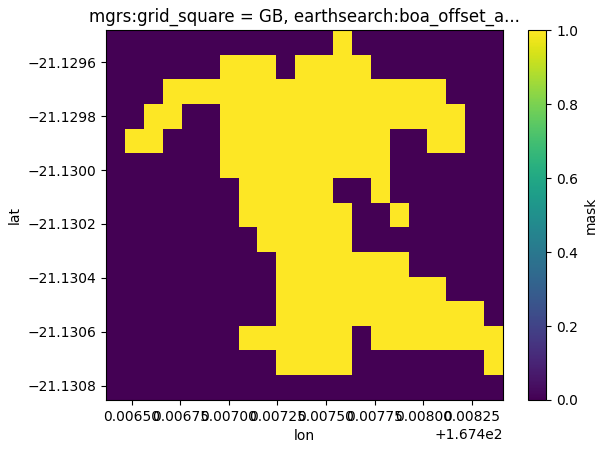 mgrs:grid_square = GB, earthsearch:boa_offset_a...
−21.1296
−21.1298
−21.1300
−21.1302
−21.1304
−21.1306
−21.1308
lat
0.00650 0.00675 0.00700 0.00725 0.00750 0.00775 0.00800 0.00825
lon
+1.674e2
1.0
0.8
0.6
0.4
0.2
0.0
mask